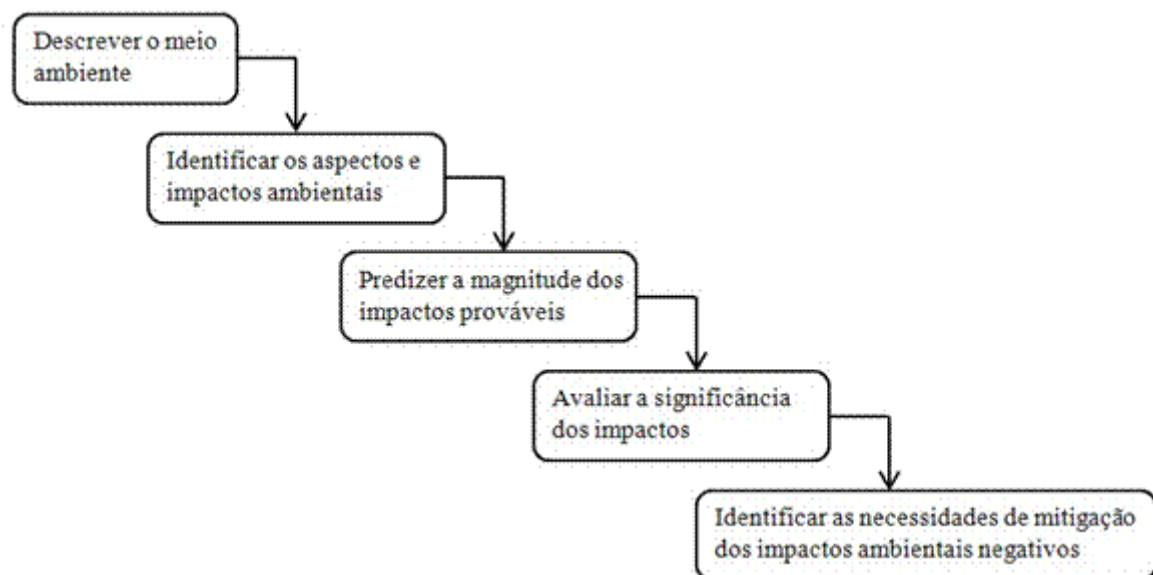 Descrever o meio
ambiente
Identificar os aspectos e
impactos ambientais
Predizer a magnitude dos
impactos prováveis
Avaliar a significância
dos impactos
Identificar as necessidades de mitigação
dos impactos ambientais negativos